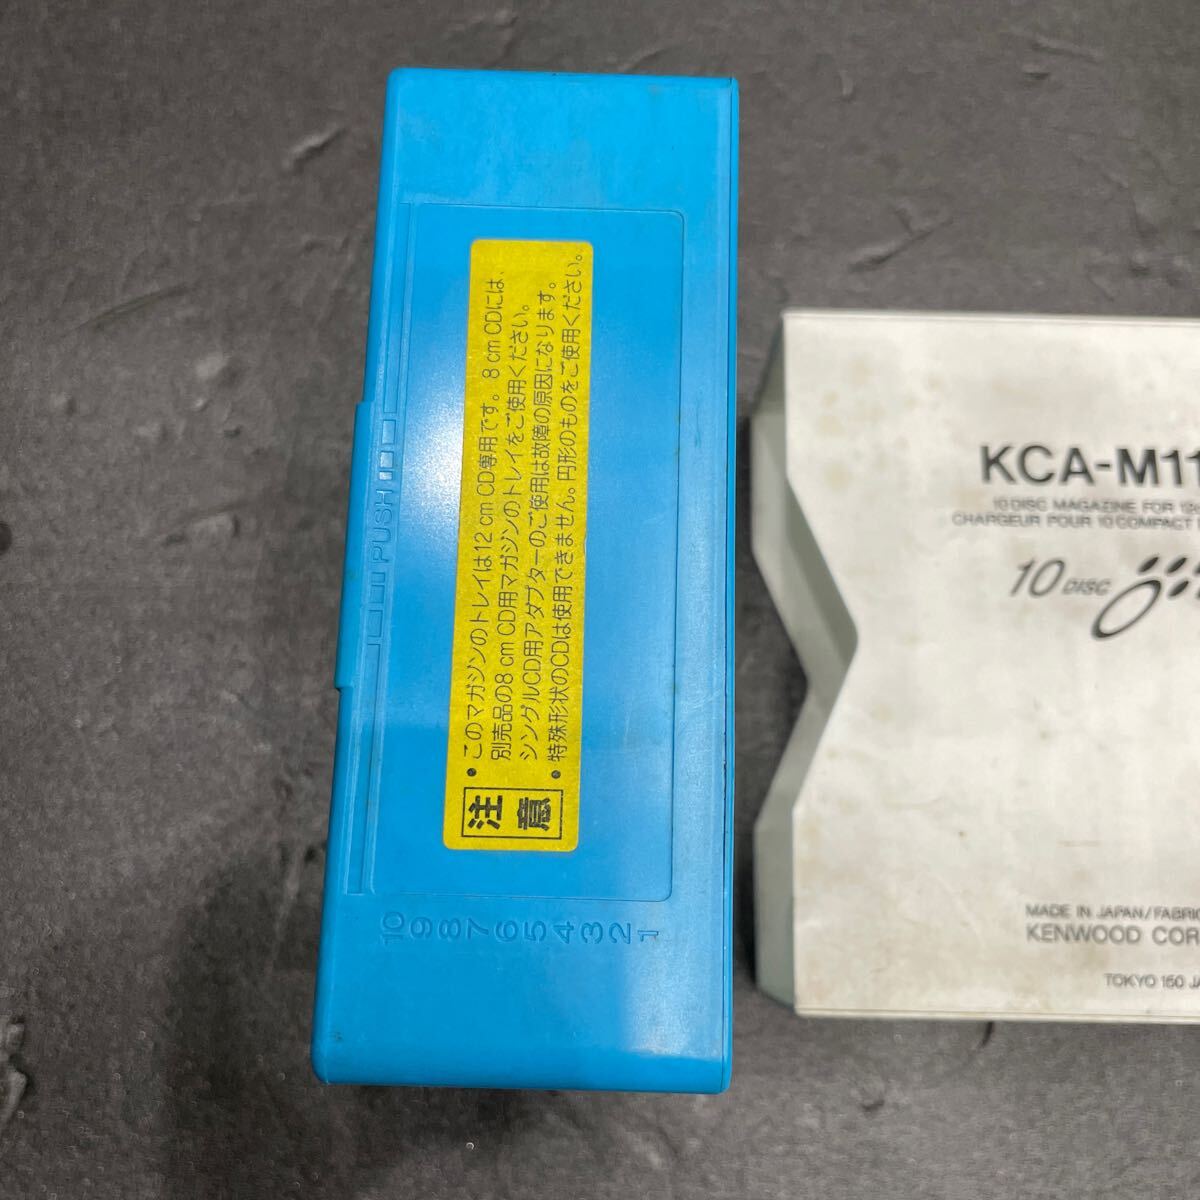 注意
・このマガジンのトレイは12 cm CD専用です。8 cm CDには、
別売品の8 cm CD用マガジンのトレイをご使用ください。
シングルCD用アダプターのご使用は故障の原因になります。
・特殊形状のCDは使用できません。円形のものをご使用ください。
PUSH
10 9 8 7 6 5 4 3 2 1
KCA-M11
10 DISC MAGAZINE FOR
CHARGEUR POUR 10 COMPACT
10 DISC
MADE IN JAPAN/FABRI
KENWOOD COR
TOKYO 150 JA